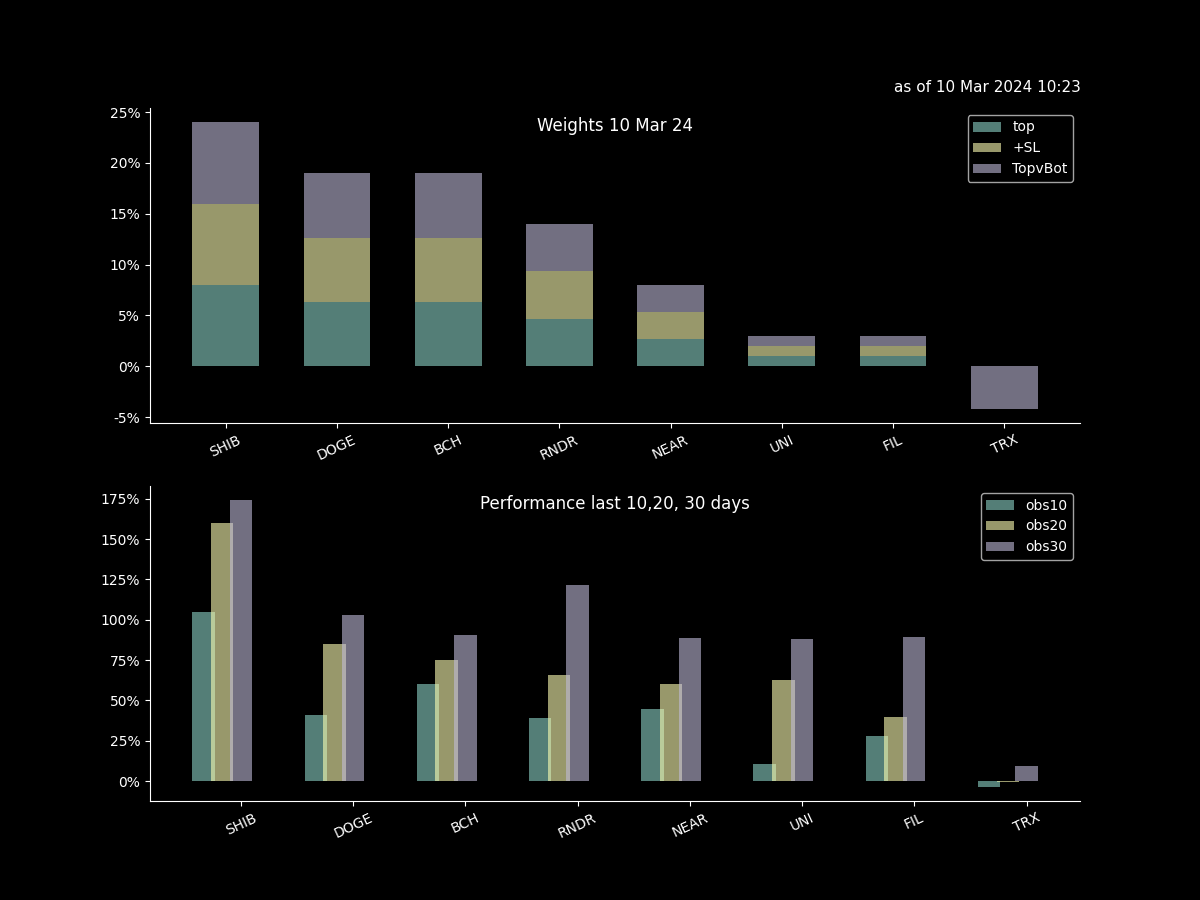 as of 10 Mar 2024 10:23
Weights 10 Mar 24
top
+SL
TopvBot
25%
20%
15%
10%
5%
0%
-5%
SHIB DOGE BCH RNDR NEAR UNI FIL TRX
Performance last 10,20, 30 days
obs10
obs20
obs30
175%
150%
125%
100%
75%
50%
25%
0%
SHIB DOGE BCH RNDR NEAR UNI FIL TRX